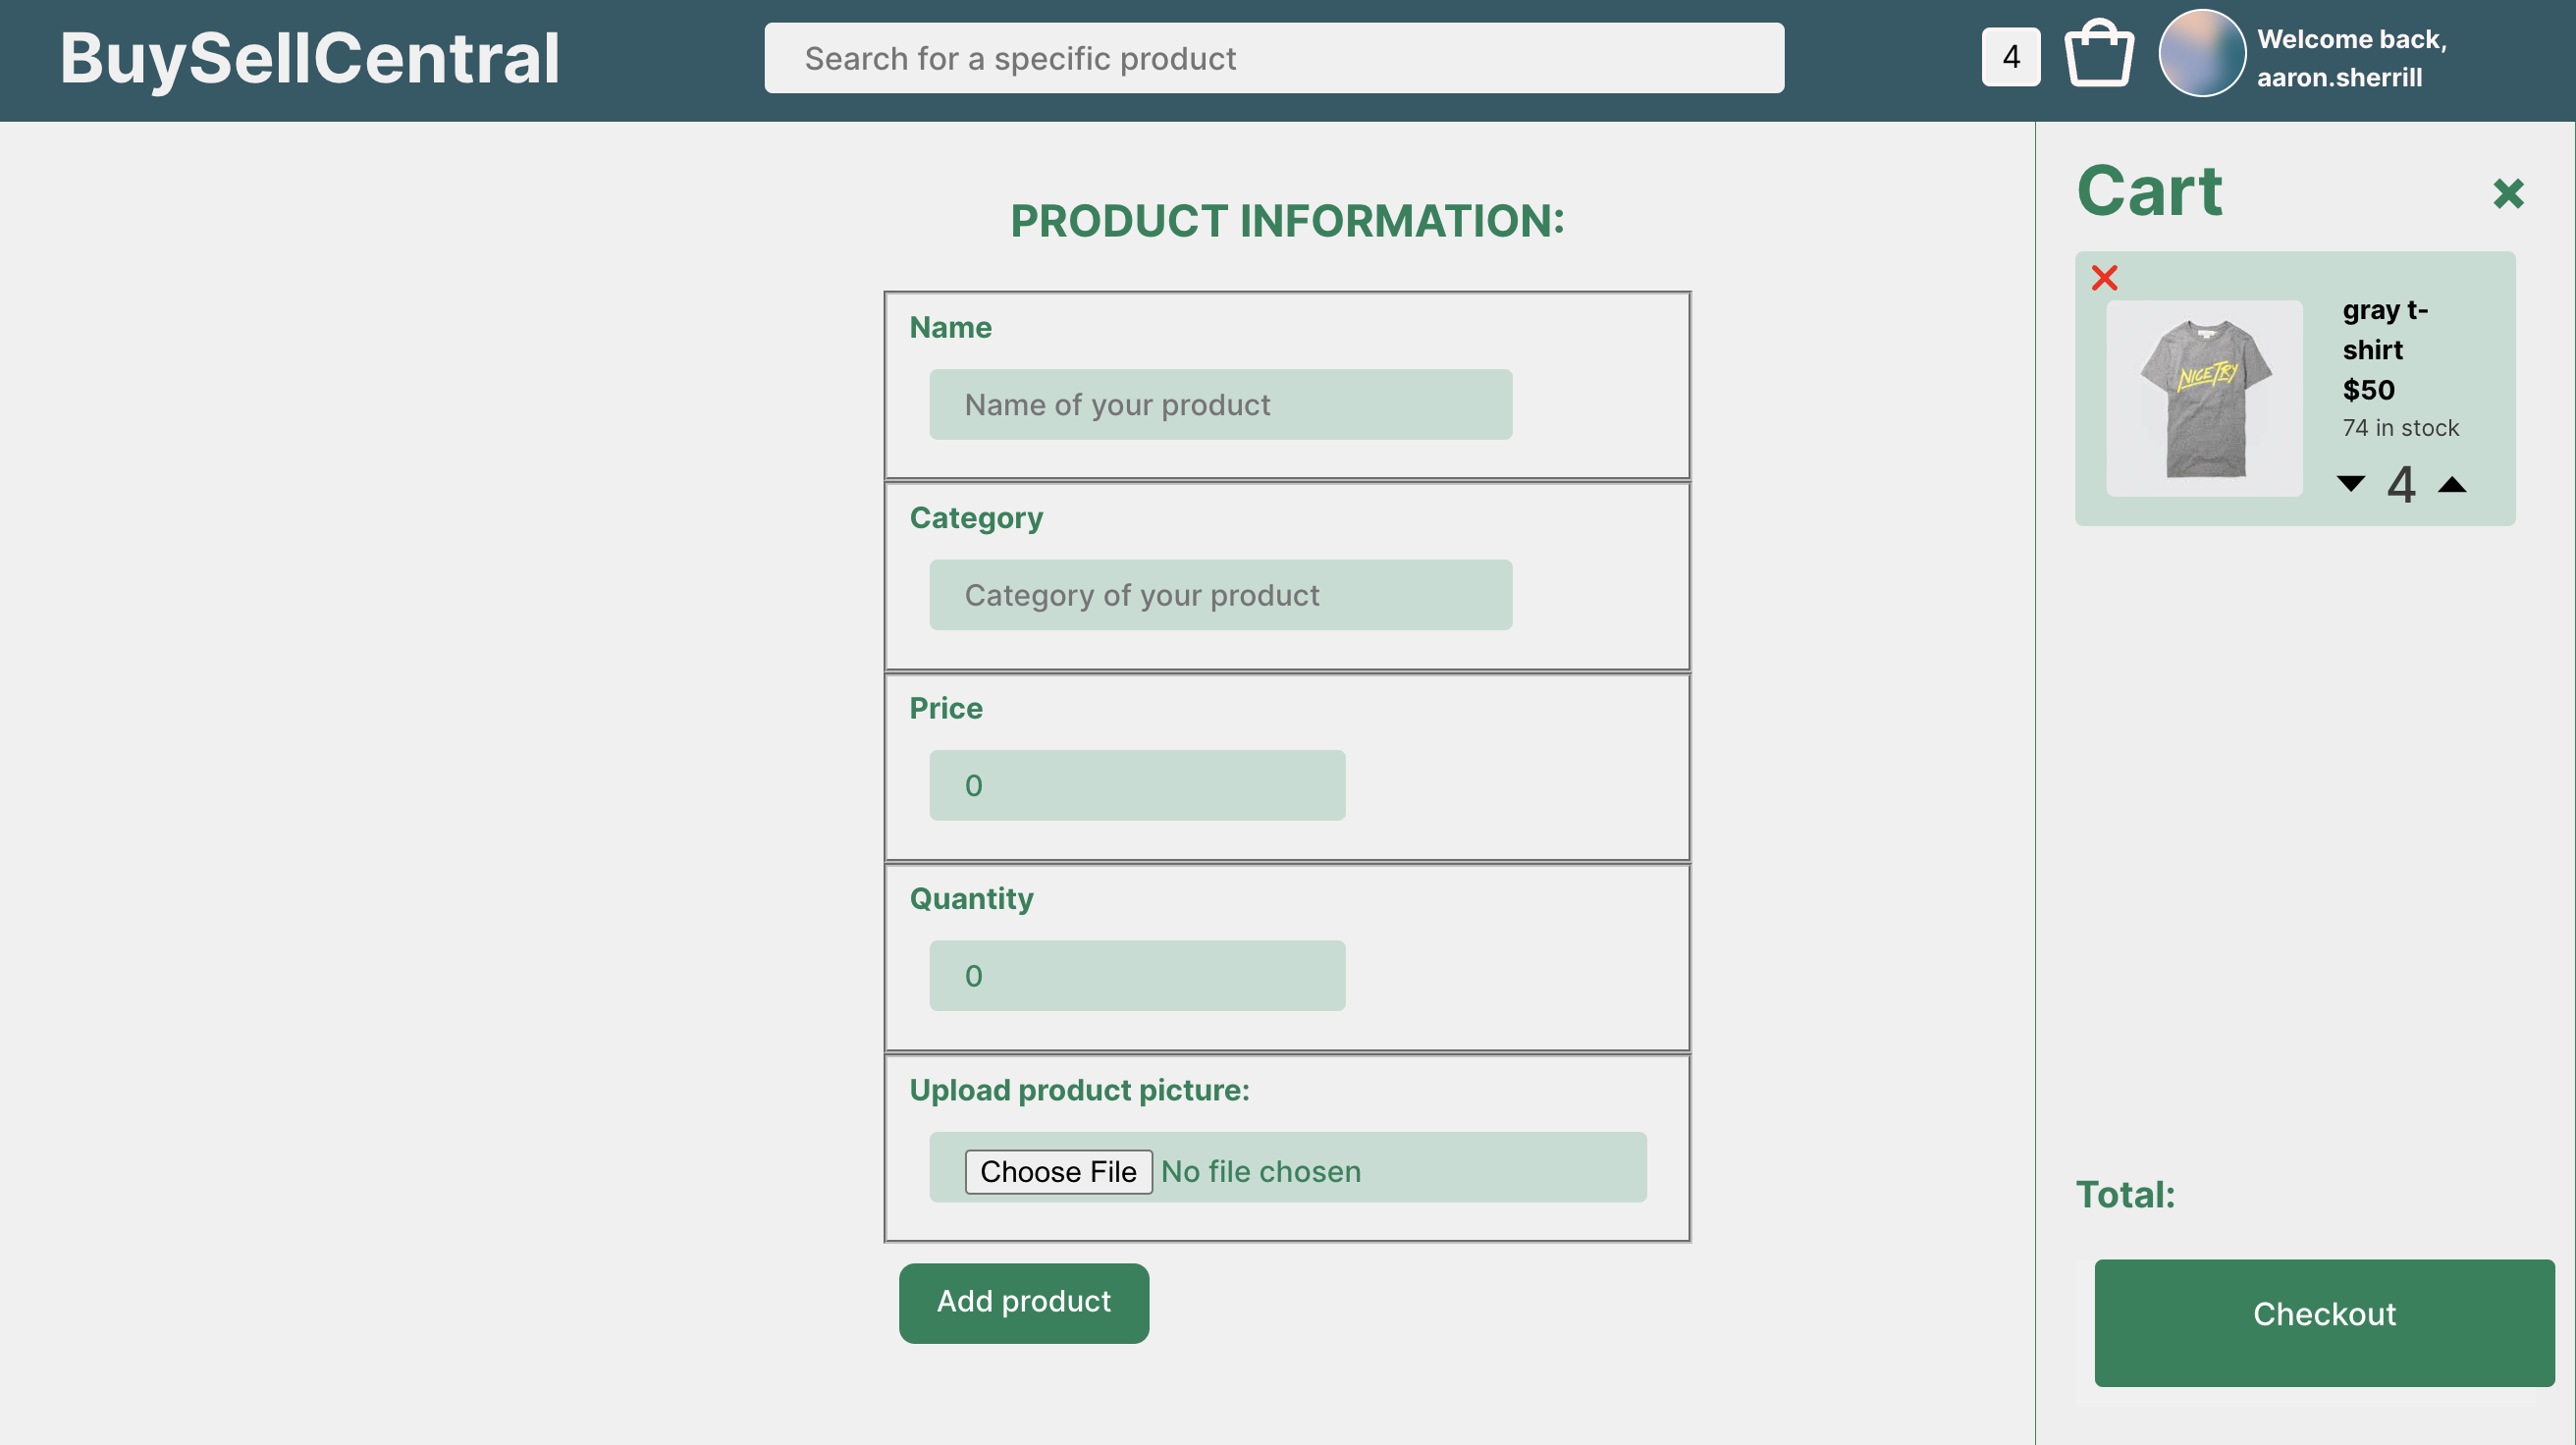 BuySellCentral
Search for a specific product
4
Welcome back,
aaron.sherrill
PRODUCT INFORMATION:
Name
Name of your product
Category
Category of your product
Price
0
Quantity
0
Upload product picture:
Choose File No file chosen
Add product
Cart
NICE TRY
gray t-
shirt
$50
74 in stock
4
Total:
Checkout